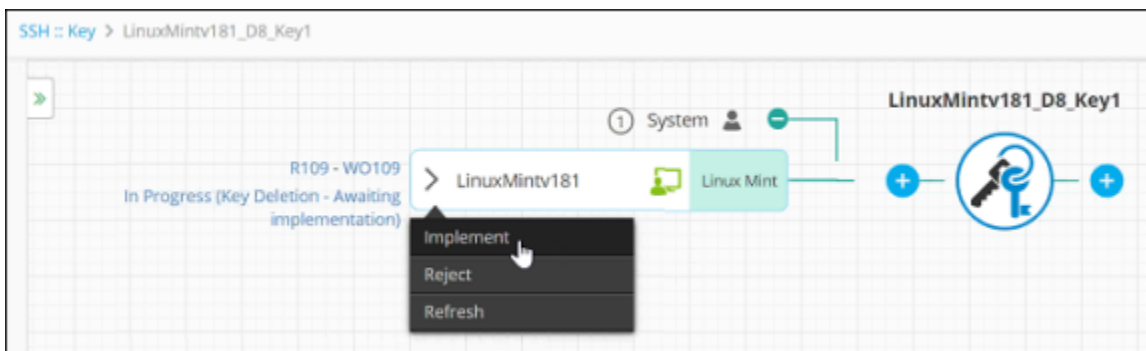 SSH :: Key > LinuxMintv181_D8_Key1
LinuxMintv181_D8_Key1
1 System
R109 - WO109
In Progress (Key Deletion - Awaiting
implementation)
LinuxMintv181
Linux Mint
Implement
Reject
Refresh